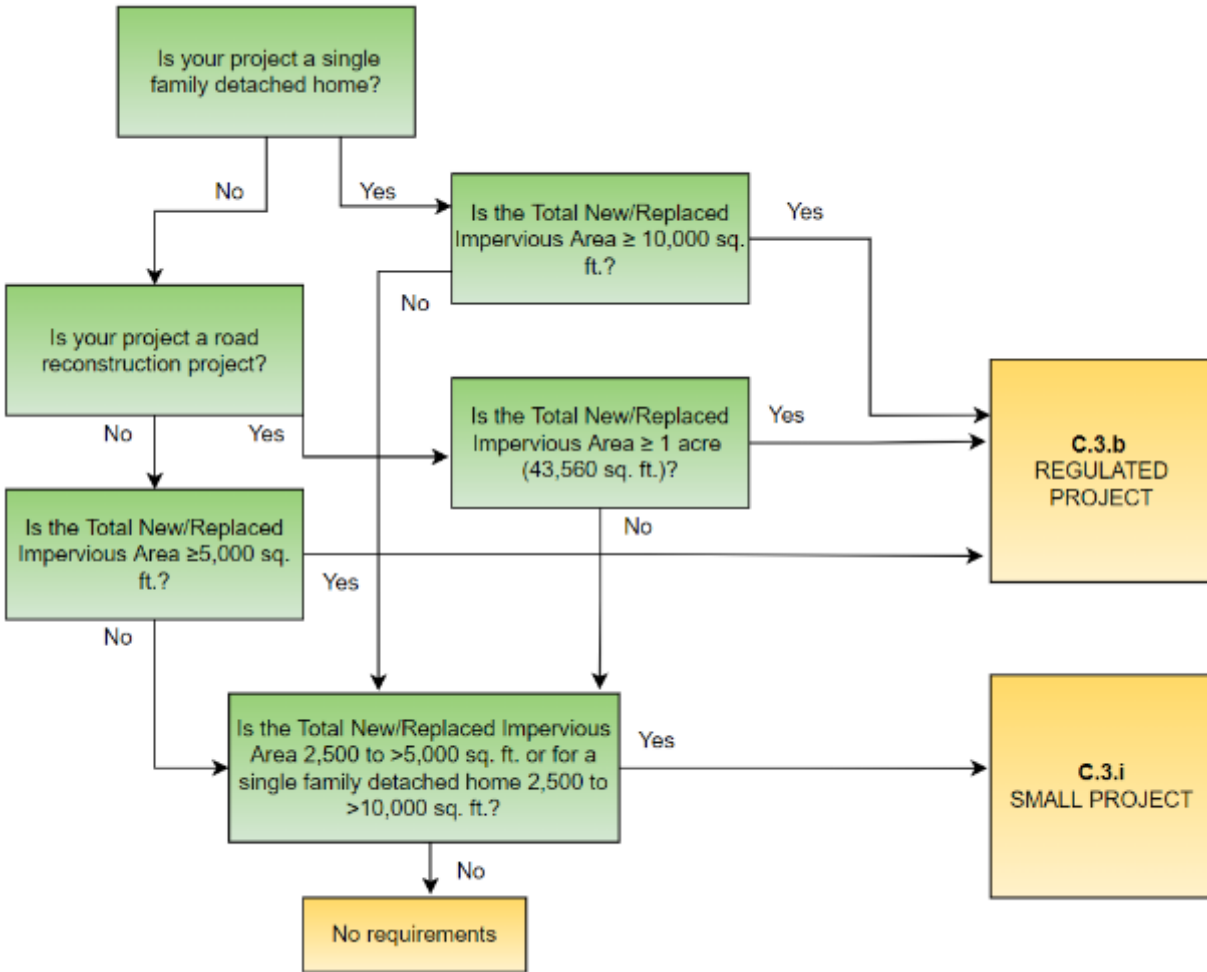 Is your project a single
family detached home?
No
Yes
Is the Total New/Replaced
Impervious Area ≥ 10,000 sq.
ft.?
Yes
No
Is your project a road
reconstruction project?
No
Yes
Is the Total New/Replaced
Impervious Area ≥ 1 acre
(43,560 sq. ft.)?
Yes
No
C.3.b
REGULATED
PROJECT
Is the Total New/Replaced
Impervious Area ≥5,000 sq.
ft.?
Yes
No
Is the Total New/Replaced Impervious
Area 2,500 to >5,000 sq. ft. or for a
single family detached home 2,500 to
>10,000 sq. ft.?
Yes
No
C.3.i
SMALL PROJECT
No requirements